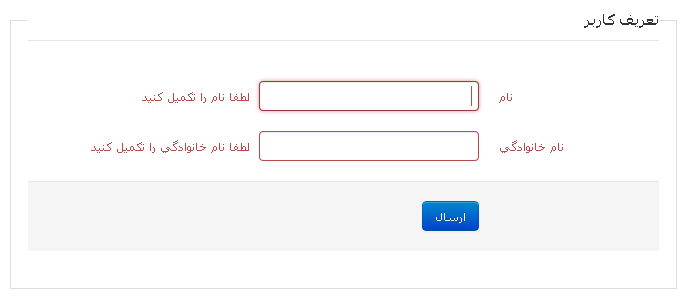 تعریف کاربر
نام لطفا نام را تکمیل کنید
نام خانوادگي لطفا نام خانوادگي را تکمیل کنید
ارسال